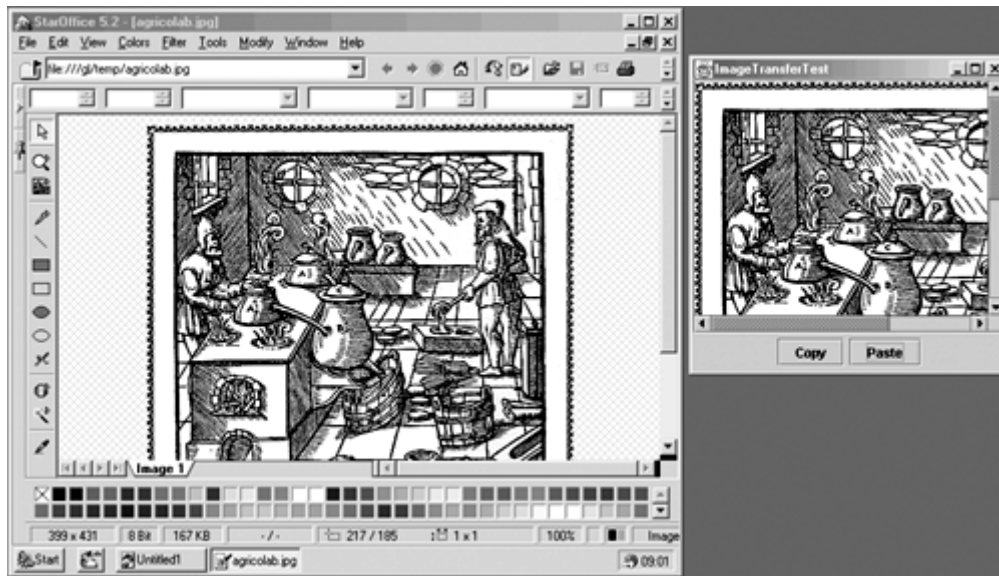 StarOffice 5.2 - [agricolab.jpg]
File Edit View Colors Filter Tools Modify Window Help
file:///g/temp/agricolab.jpg
Image 1
399 x 431 8 Bit 167 KB - / - 217 / 185 1 x 1 100% Image
Start Untitled1 agricolab.jpg 09:01
ImageTransferTest
Copy Paste